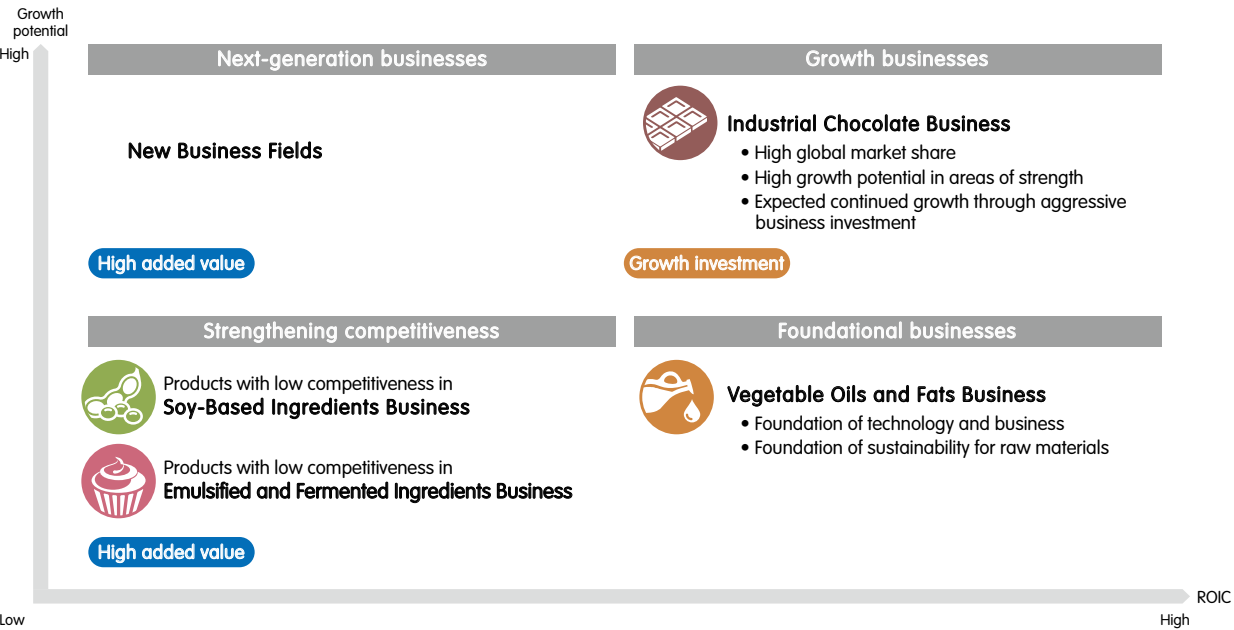 Growth
potential
High
Next-generation businesses
New Business Fields
High added value
Growth businesses
Industrial Chocolate Business
• High global market share
• High growth potential in areas of strength
• Expected continued growth through aggressive
business investment
Growth investment
Strengthening competitiveness
Products with low competitiveness in
Soy-Based Ingredients Business
Products with low competitiveness in
Emulsified and Fermented Ingredients Business
High added value
Foundational businesses
Vegetable Oils and Fats Business
• Foundation of technology and business
• Foundation of sustainability for raw materials
ROIC
Low
High